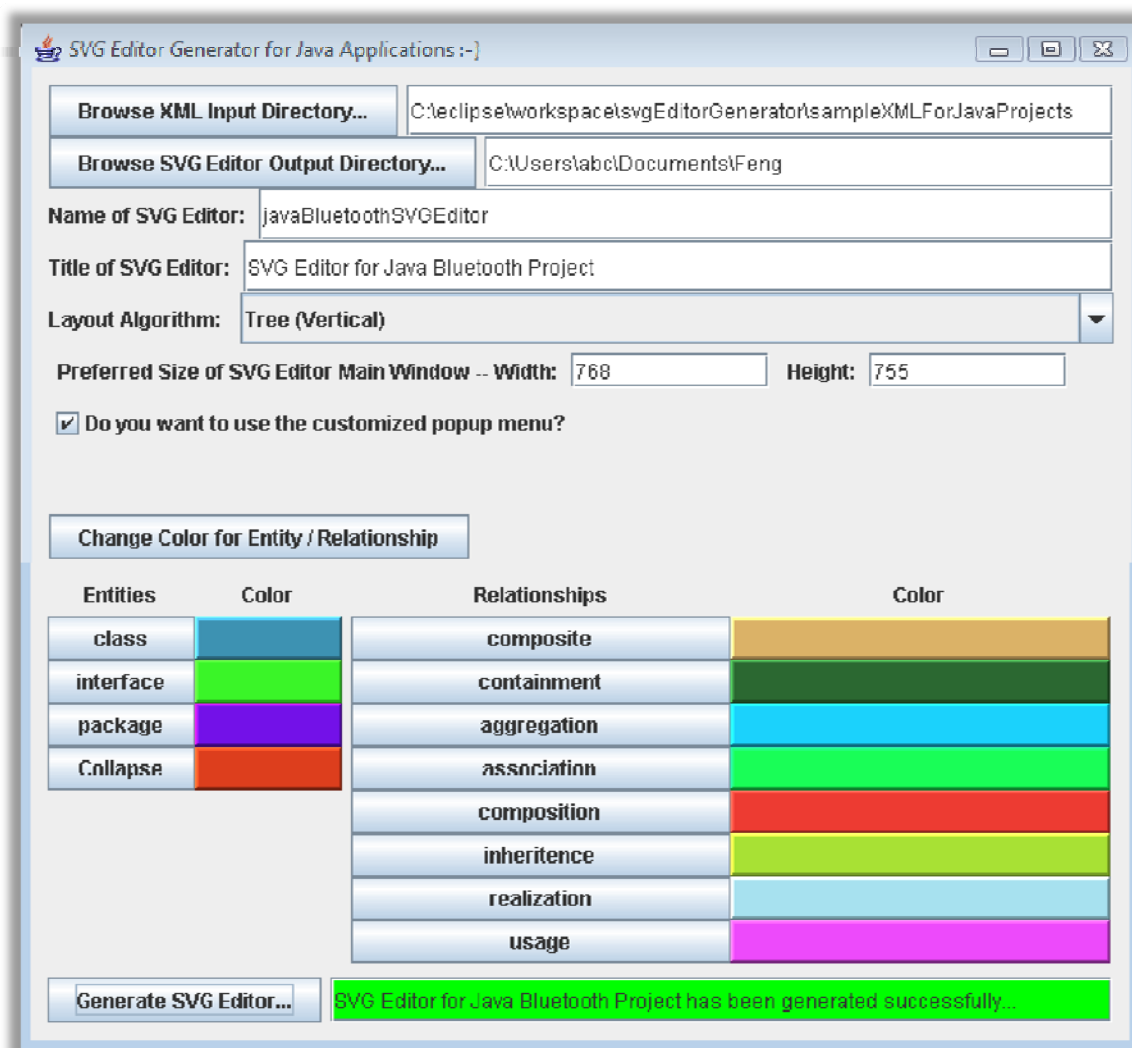 SVG Editor Generator for Java Applications :-]
Browse XML Input Directory... C:\eclipse\workspace\svgEditorGenerator\sampleXMLForJavaProjects
Browse SVG Editor Output Directory... C:\Users\abc\Documents\Feng
Name of SVG Editor: javaBluetoothSVGEditor
Title of SVG Editor: SVG Editor for Java Bluetooth Project
Layout Algorithm: Tree (Vertical)
Preferred Size of SVG Editor Main Window -- Width: 768 Height: 755
Do you want to use the customized popup menu?
Change Color for Entity / Relationship
Entities Color Relationships Color
class composite
interface containment
package aggregation
Collapse association
composition
inheritence
realization
usage
Generate SVG Editor... SVG Editor for Java Bluetooth Project has been generated successfully...